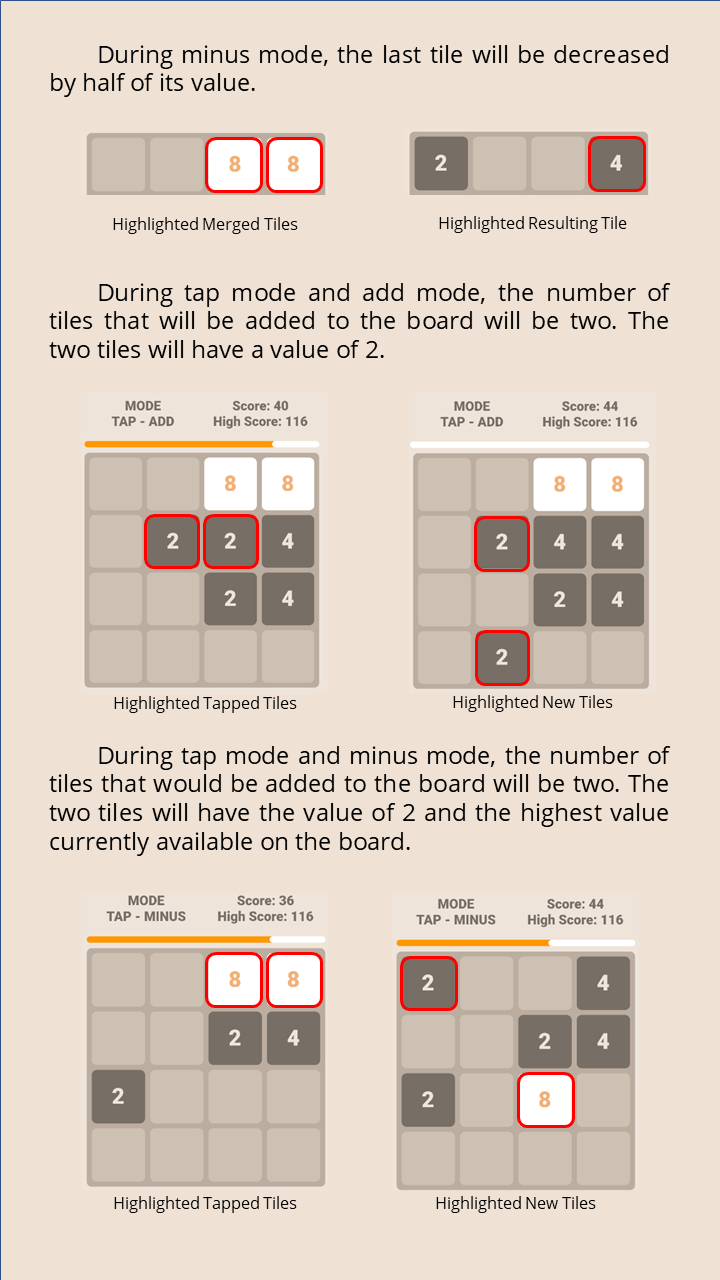 During minus mode, the last tile will be decreased
by half of its value.
8 8
2 4
Highlighted Merged Tiles
Highlighted Resulting Tile
During tap mode and add mode, the number of
tiles that will be added to the board will be two. The
two tiles will have a value of 2.
MODE
TAP - ADD
Score: 40
High Score: 116
8 8
2 2 4
2 4
Highlighted Tapped Tiles
MODE
TAP - ADD
Score: 44
High Score: 116
8 8
2 4 4
2 4
2
Highlighted New Tiles
During tap mode and minus mode, the number of
tiles that would be added to the board will be two. The
two tiles will have the value of 2 and the highest value
currently available on the board.
MODE
TAP - MINUS
Score: 36
High Score: 116
8 8
2 4
2
Highlighted Tapped Tiles
MODE
TAP - MINUS
Score: 44
High Score: 116
2 4
2 4
2 8
Highlighted New Tiles